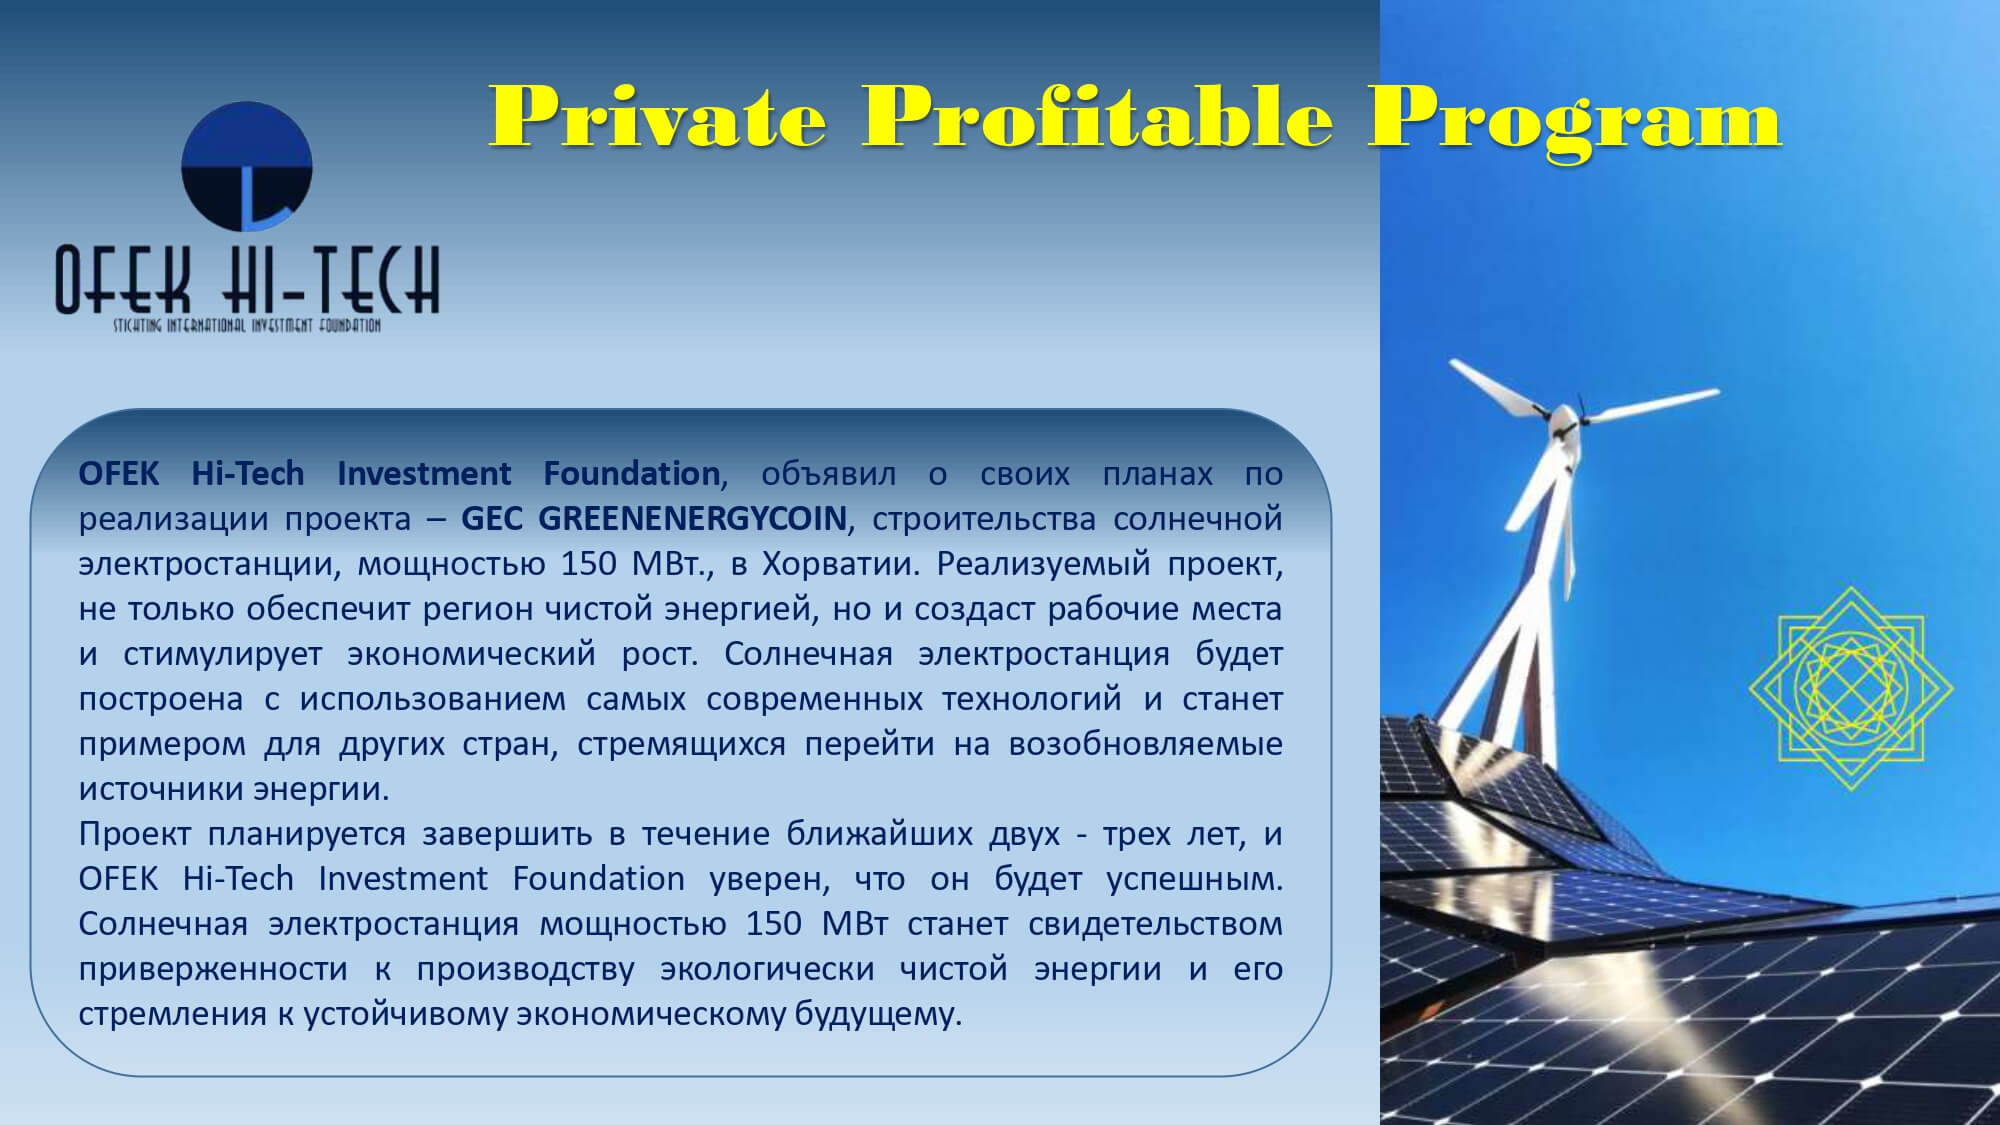 Private Profitable Program
OFEK HI-TECH
STICHTING INTERNATIONAL INVESTMENT FOUNDATION
OFEK Hi-Tech Investment Foundation, объявил о своих планах по
реализации проекта – GEC GREENENERGYCOIN, строительства солнечной
электростанции, мощностью 150 МВт., в Хорватии. Реализуемый проект,
не только обеспечит регион чистой энергией, но и создаст рабочие места
и стимулирует экономический рост. Солнечная электростанция будет
построена с использованием самых современных технологий и станет
примером для других стран, стремящихся перейти на возобновляемые
источники энергии.
Проект планируется завершить в течение ближайших двух - трех лет, и
OFEK Hi-Tech Investment Foundation уверен, что он будет успешным.
Солнечная электростанция мощностью 150 МВт станет свидетельством
приверженности к производству экологически чистой энергии и его
стремления к устойчивому экономическому будущему.